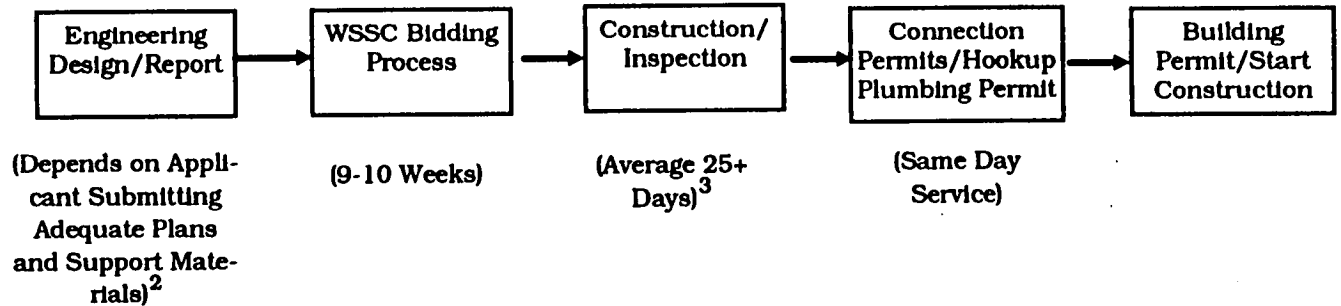 Engineering
Design/Report
WSSC Bidding
Process
Construction/
Inspection
Connection
Permits/Hookup
Plumbing Permit
Building
Permit/Start
Construction
(Depends on Appli-
cant Submitting
Adequate Plans
and Support Mate-
rials)2
(9-10 Weeks)
(Average 25+
Days)3
(Same Day
Service)